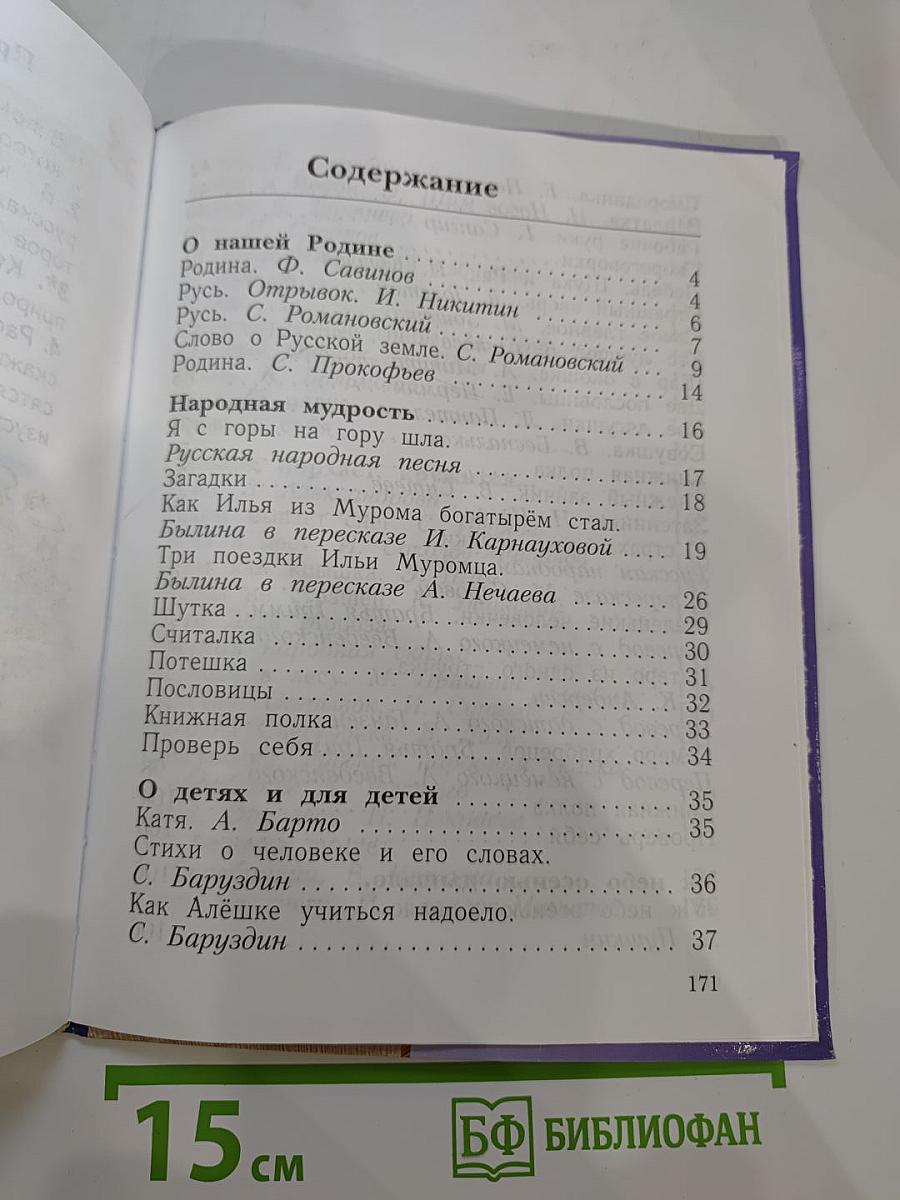 Содержание
О нашей Родине . . . . . . . . . . . . . . . . . . . . . 4
Родина. Ф. Савинов . . . . . . . . . . . . . . . . . . 4
Русь. Отрывок. И. Никитин . . . . . . . . . . . 6
Русь. С. Романовский . . . . . . . . . . . . . . . . 7
Слово о Русской земле. С. Романовский . . . 9
Родина. С. Прокофьев . . . . . . . . . . . . . . . . 14
Народная мудрость . . . . . . . . . . . . . . . . . . 16
Я с горы на гору шла.
Русская народная песня . . . . . . . . . . . . . . 17
Загадки . . . . . . . . . . . . . . . . . . . . . . . . . . . . 18
Как Илья из Мурома богатырём стал.
Былина в пересказе И. Карнауховой . . . . 19
Три поездки Ильи Муромца.
Былина в пересказе А. Нечаева . . . . . . . . 26
Шутка . . . . . . . . . . . . . . . . . . . . . . . . . . . . . 29
Считалка . . . . . . . . . . . . . . . . . . . . . . . . . . 30
Потешка . . . . . . . . . . . . . . . . . . . . . . . . . . . 31
Пословицы . . . . . . . . . . . . . . . . . . . . . . . . . 32
Книжная полка . . . . . . . . . . . . . . . . . . . . . 33
Проверь себя . . . . . . . . . . . . . . . . . . . . . . . 34
О детях и для детей . . . . . . . . . . . . . . . . . 35
Катя. А. Барто . . . . . . . . . . . . . . . . . . . . . . 35
Стихи о человеке и его словах.
С. Баруздин . . . . . . . . . . . . . . . . . . . . . . . . 36
Как Алёшке учиться надоело.
С. Баруздин . . . . . . . . . . . . . . . . . . . . . . . . 37
171
15 см
БФ БИБЛИОФАН